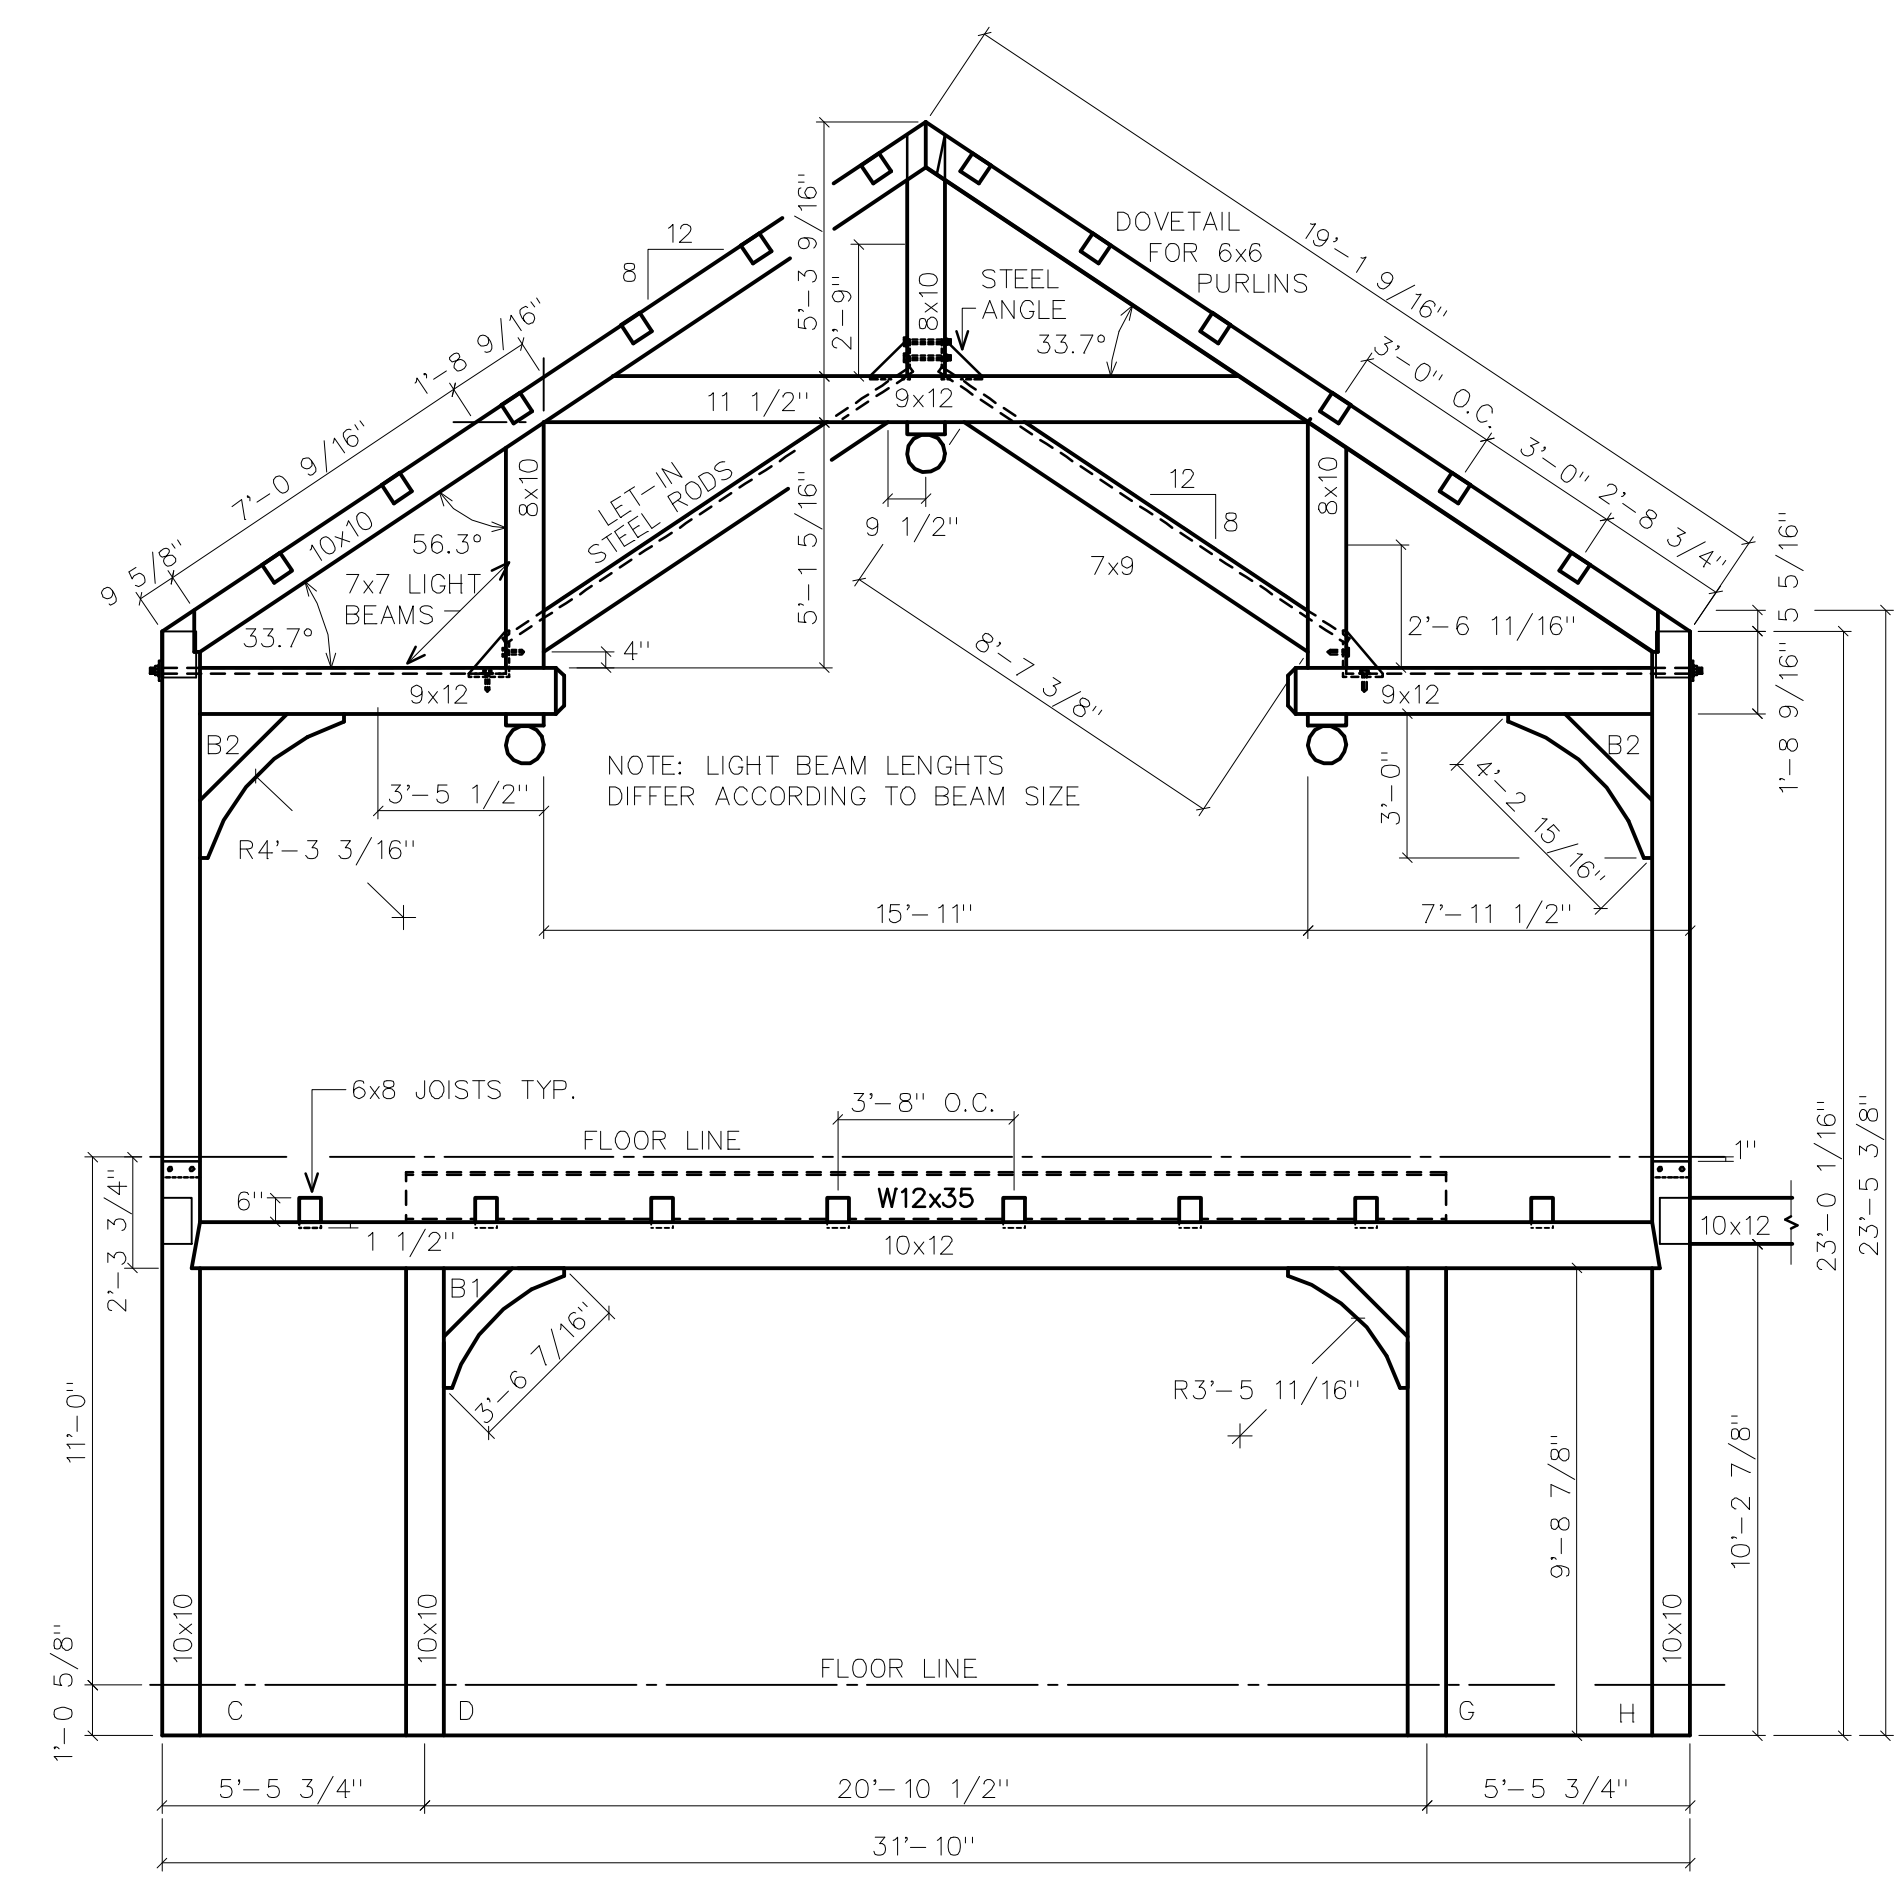 19'-1 9/16"
DOVETAIL
FOR 6x6
PURLINS
12
8
5'-3 9/16"
2'-9"
8x10
STEEL
ANGLE
33.7°
3'-0" O.C.
3'-0"
2'-8 3/4"
1'-8 9/16"
7'-0 9/16"
9 5/8"
11 1/2"
9x12
10x10
56.3°
8x10
LET-IN
STEEL RODS
5'-1 5/16"
9 1/2"
12
8
8x10
7x9
7x7 LIGHT
BEAMS
33.7°
4"
2'-6 11/16"
5 5/16"
1'-8 9/16"
8'-7 3/8"
9x12
9x12
B2
B2
3'-5 1/2"
NOTE: LIGHT BEAM LENGHTS
DIFFER ACCORDING TO BEAM SIZE
3'-0"
4'-2 15/16"
R4'-3 3/16"
15'-11"
7'-11 1/2"
6x8 JOISTS TYP.
3'-8" O.C.
FLOOR LINE
1"
23'-0 1/16"
23'-5 3/8"
2'-3 3/4"
6"
W12x35
1 1/2"
10x12
10x12
B1
3'-6 7/16"
R3'-5 11/16"
11'-0"
9'-8 7/8"
10'-2 7/8"
10x10
10x10
10x10
1'-0 5/8"
FLOOR LINE
C
D
G
H
5'-5 3/4"
20'-10 1/2"
5'-5 3/4"
31'-10"